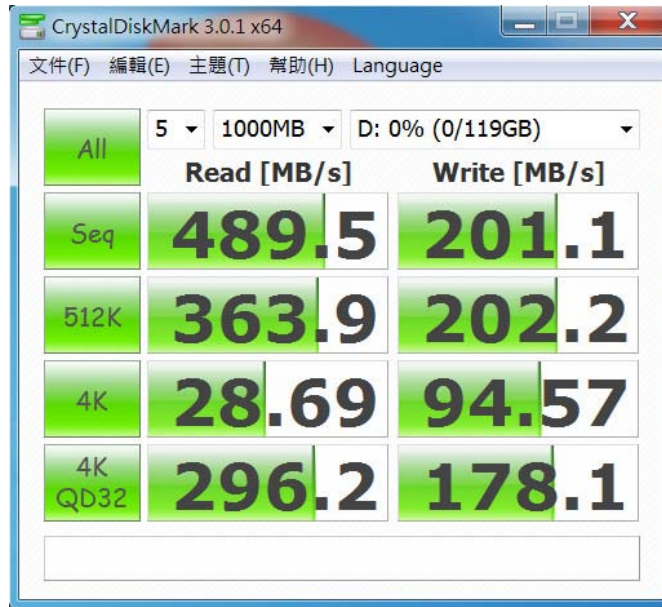 CrystalDiskMark 3.0.1 x64
文件(F) 編輯(E) 主題(T) 幫助(H) Language
All 5 1000MB D: 0% (0/119GB)
Read [MB/s] Write [MB/s]
Seq 489.5 201.1
512K 363.9 202.2
4K 28.69 94.57
4K QD32 296.2 178.1